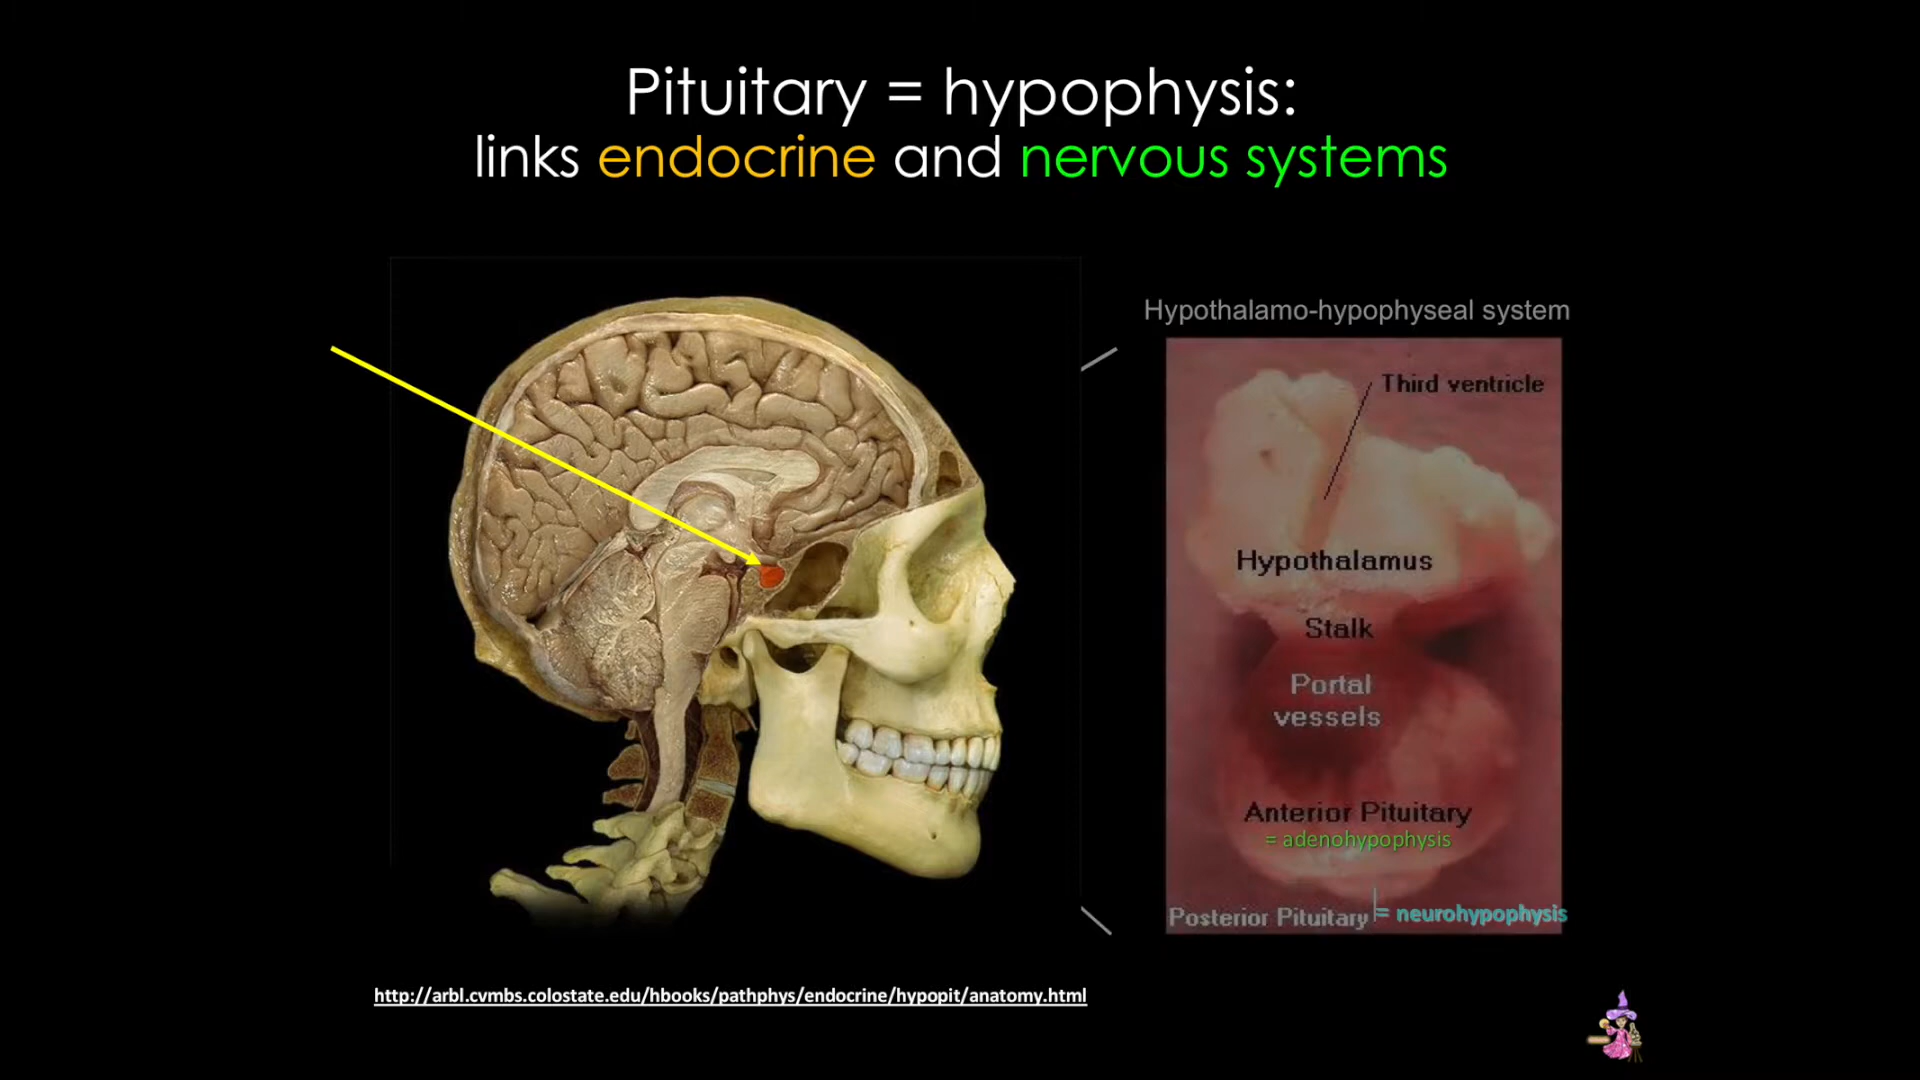 Pituitary = hypophysis:
links endocrine and nervous systems
Hypothalamo-hypophyseal system
Third ventricle
Hypothalamus
Stalk
Portal
vessels
Anterior Pituitary
= adenohypophysis
Posterior Pituitary = neurohypophysis
http://arbl.cvmbs.colostate.edu/hbooks/pathphys/endocrine/hypopit/anatomy.html